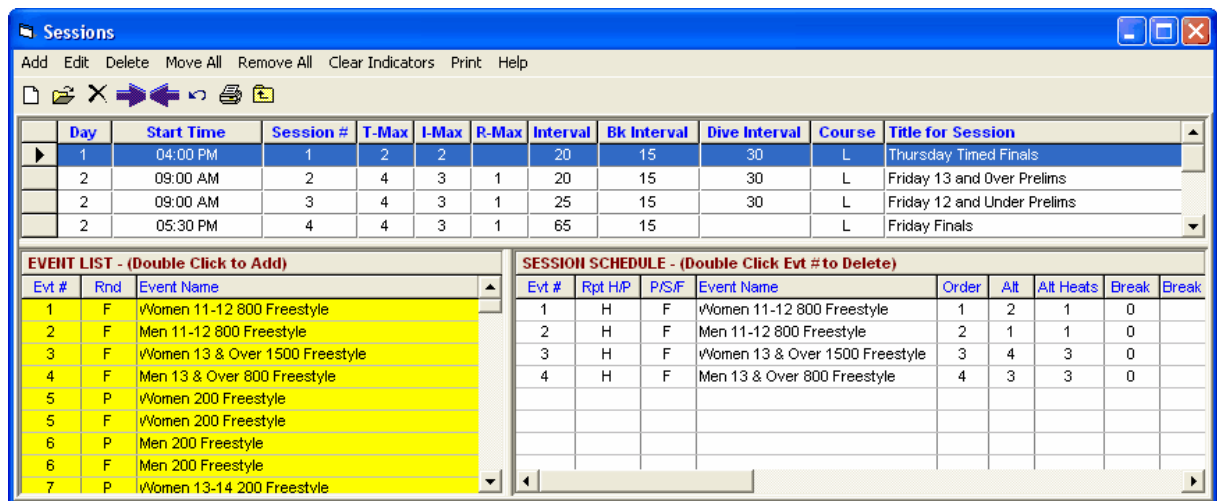 Sessions
Add Edit Delete Move All Remove All Clear Indicators Print Help
Day Start Time Session # T-Max I-Max R-Max Interval Bk Interval Dive Interval Course Title for Session
1 04:00 PM 1 2 2 20 15 30 L Thursday Timed Finals
2 09:00 AM 2 4 3 1 20 15 30 L Friday 13 and 0ver Prelims
2 09:00 AM 3 4 3 1 25 15 30 L Friday 12 and Under Prelims
2 05:30 PM 4 4 3 1 65 15 L Friday Finals
EVENT LIST - (Double Click to Add)
Evt # Rnd Event Name
1 F Women 11-12 800 Freestyle
2 F Men 11-12 800 Freestyle
3 F Women 13 & Over 1500 Freestyle
4 F Men 13 & Over 800 Freestyle
5 P Women 200 Freestyle
5 F Women 200 Freestyle
6 P Men 200 Freestyle
6 F Men 200 Freestyle
7 P Women 13-14 200 Freestyle
SESSION SCHEDULE - (Double Click Evt # to Delete)
Evt # Rpt H/P P/S/F Event Name Order Alt Alt Heats Break Break
1 H F Women 11-12 800 Freestyle 1 2 1 0
2 H F Men 11-12 800 Freestyle 2 1 1 0
3 H F Women 13 & Over 1500 Freestyle 3 4 3 0
4 H F Men 13 & Over 800 Freestyle 4 3 3 0